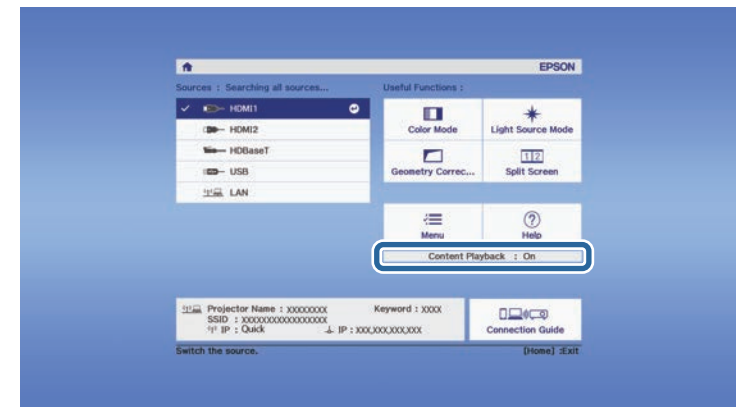 EPSON
Sources : Searching all sources...
Useful Functions :
HDMI1
HDMI2
HDBaseT
USB
LAN
Color Mode
Light Source Mode
Geometry Correc...
1 2
Split Screen
Menu
?
Help
Content Playback : On
Projector Name : xxxxxxxx
Keyword : xxxx
SSID : xxxxxxxxxxxxxxxxx
IP : Quick
IP : xxx,xxx,xxx,xxx
Connection Guide
Switch the source.
[Home] :Exit